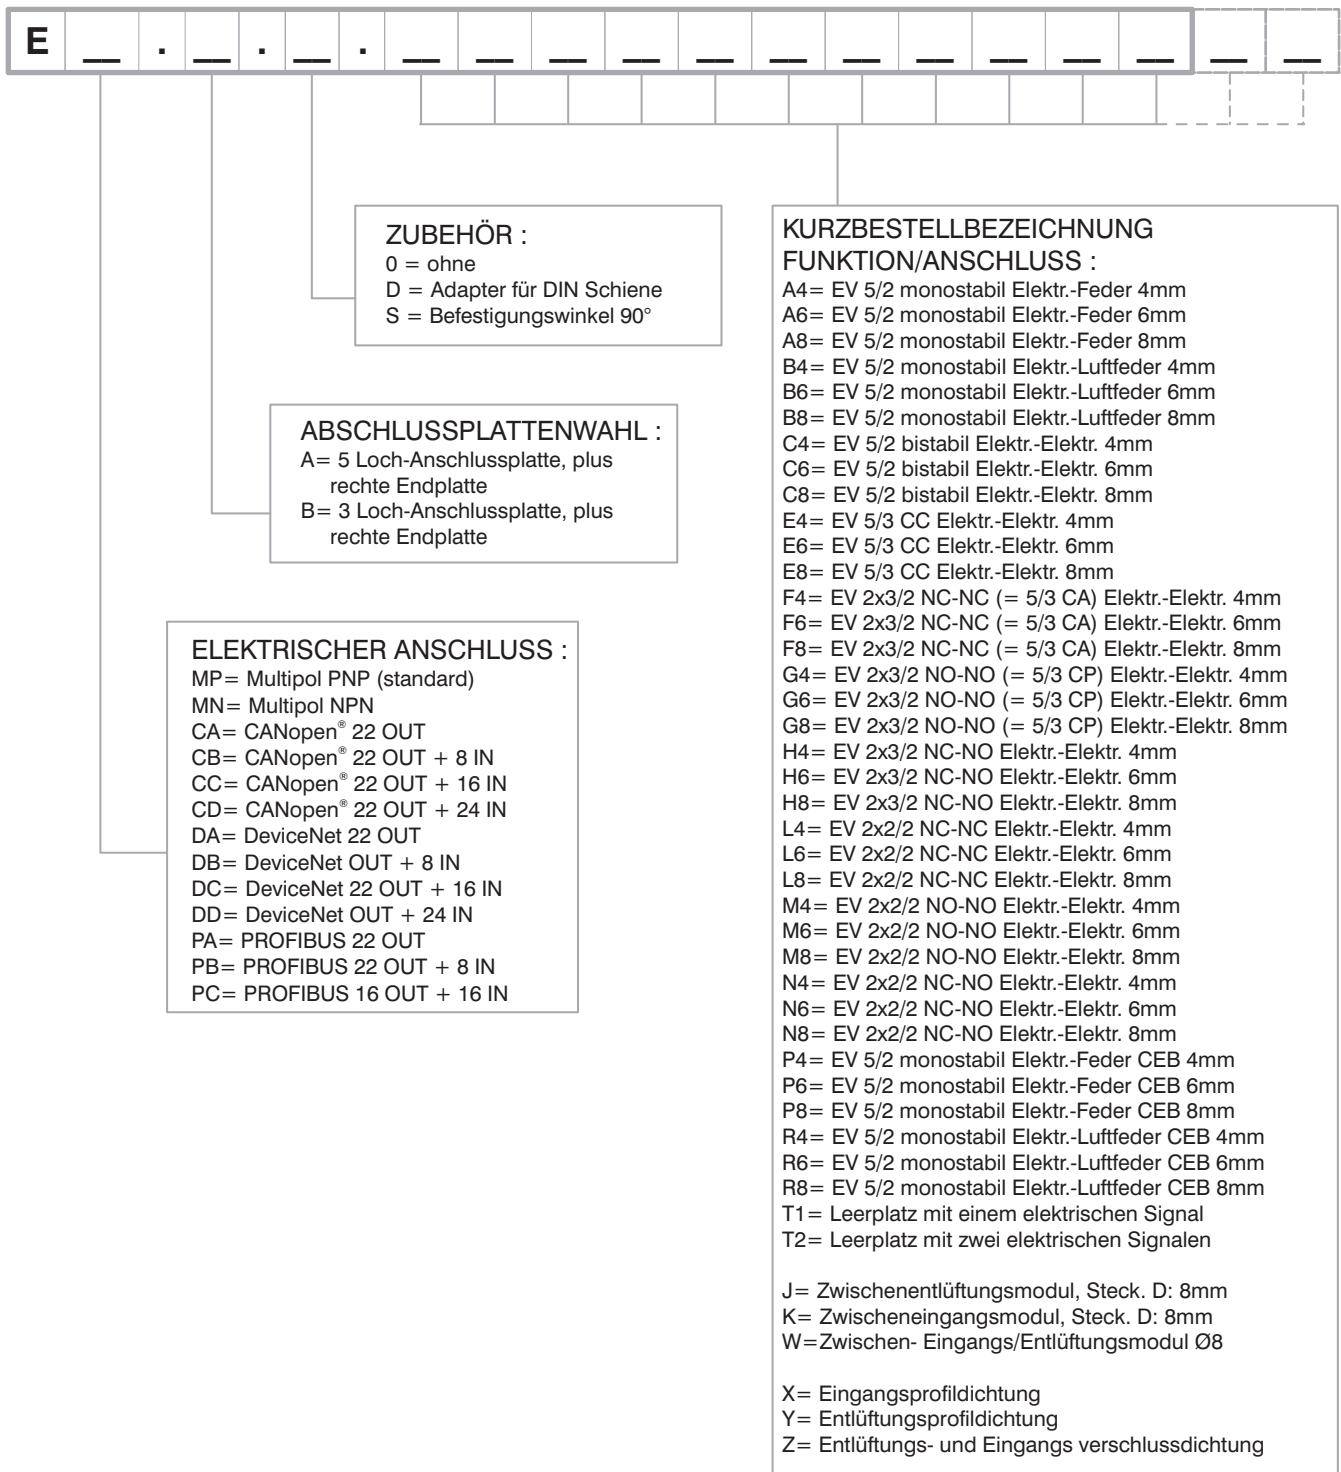 E __ . __ . __ . __ __ __ __ __ __ __ __ __ __ __ __ __
ZUBEHÖR :
0 = ohne
D = Adapter für DIN Schiene
S = Befestigungswinkel 90°
ABSCHLUSSPLATTENWAHL :
A= 5 Loch-Anschlussplatte, plus
rechte Endplatte
B= 3 Loch-Anschlussplatte, plus
rechte Endplatte
ELEKTRISCHER ANSCHLUSS :
MP= Multipol PNP (standard)
MN= Multipol NPN
CA= CANopen® 22 OUT
CB= CANopen® 22 OUT + 8 IN
CC= CANopen® 22 OUT + 16 IN
CD= CANopen® 22 OUT + 24 IN
DA= DeviceNet 22 OUT
DB= DeviceNet OUT + 8 IN
DC= DeviceNet 22 OUT + 16 IN
DD= DeviceNet OUT + 24 IN
PA= PROFIBUS 22 OUT
PB= PROFIBUS 22 OUT + 8 IN
PC= PROFIBUS 16 OUT + 16 IN
KURZBESTELLBEZEICHNUNG
FUNKTION/ANSCHLUSS :
A4= EV 5/2 monostabil Elektr.-Feder 4mm
A6= EV 5/2 monostabil Elektr.-Feder 6mm
A8= EV 5/2 monostabil Elektr.-Feder 8mm
B4= EV 5/2 monostabil Elektr.-Luftfeder 4mm
B6= EV 5/2 monostabil Elektr.-Luftfeder 6mm
B8= EV 5/2 monostabil Elektr.-Luftfeder 8mm
C4= EV 5/2 bistabil Elektr.-Elektr. 4mm
C6= EV 5/2 bistabil Elektr.-Elektr. 6mm
C8= EV 5/2 bistabil Elektr.-Elektr. 8mm
E4= EV 5/3 CC Elektr.-Elektr. 4mm
E6= EV 5/3 CC Elektr.-Elektr. 6mm
E8= EV 5/3 CC Elektr.-Elektr. 8mm
F4= EV 2x3/2 NC-NC (= 5/3 CA) Elektr.-Elektr. 4mm
F6= EV 2x3/2 NC-NC (= 5/3 CA) Elektr.-Elektr. 6mm
F8= EV 2x3/2 NC-NC (= 5/3 CA) Elektr.-Elektr. 8mm
G4= EV 2x3/2 NO-NO (= 5/3 CP) Elektr.-Elektr. 4mm
G6= EV 2x3/2 NO-NO (= 5/3 CP) Elektr.-Elektr. 6mm
G8= EV 2x3/2 NO-NO (= 5/3 CP) Elektr.-Elektr. 8mm
H4= EV 2x3/2 NC-NO Elektr.-Elektr. 4mm
H6= EV 2x3/2 NC-NO Elektr.-Elektr. 6mm
H8= EV 2x3/2 NC-NO Elektr.-Elektr. 8mm
L4= EV 2x2/2 NC-NC Elektr.-Elektr. 4mm
L6= EV 2x2/2 NC-NC Elektr.-Elektr. 6mm
L8= EV 2x2/2 NC-NC Elektr.-Elektr. 8mm
M4= EV 2x2/2 NO-NO Elektr.-Elektr. 4mm
M6= EV 2x2/2 NO-NO Elektr.-Elektr. 6mm
M8= EV 2x2/2 NO-NO Elektr.-Elektr. 8mm
N4= EV 2x2/2 NC-NO Elektr.-Elektr. 4mm
N6= EV 2x2/2 NC-NO Elektr.-Elektr. 6mm
N8= EV 2x2/2 NC-NO Elektr.-Elektr. 8mm
P4= EV 5/2 monostabil Elektr.-Feder CEB 4mm
P6= EV 5/2 monostabil Elektr.-Feder CEB 6mm
P8= EV 5/2 monostabil Elektr.-Feder CEB 8mm
R4= EV 5/2 monostabil Elektr.-Luftfeder CEB 4mm
R6= EV 5/2 monostabil Elektr.-Luftfeder CEB 6mm
R8= EV 5/2 monostabil Elektr.-Luftfeder CEB 8mm
T1= Leerplatz mit einem elektrischen Signal
T2= Leerplatz mit zwei elektrischen Signalen
J= Zwischenentlüftungsmodul, Steck. D: 8mm
K= Zwischeneingangsmodul, Steck. D: 8mm
W=Zwischen- Eingangs/Entlüftungsmodul Ø8
X= Eingangsprofildichtung
Y= Entlüftungsprofildichtung
Z= Entlüftungs- und Eingangs verschlussdichtung